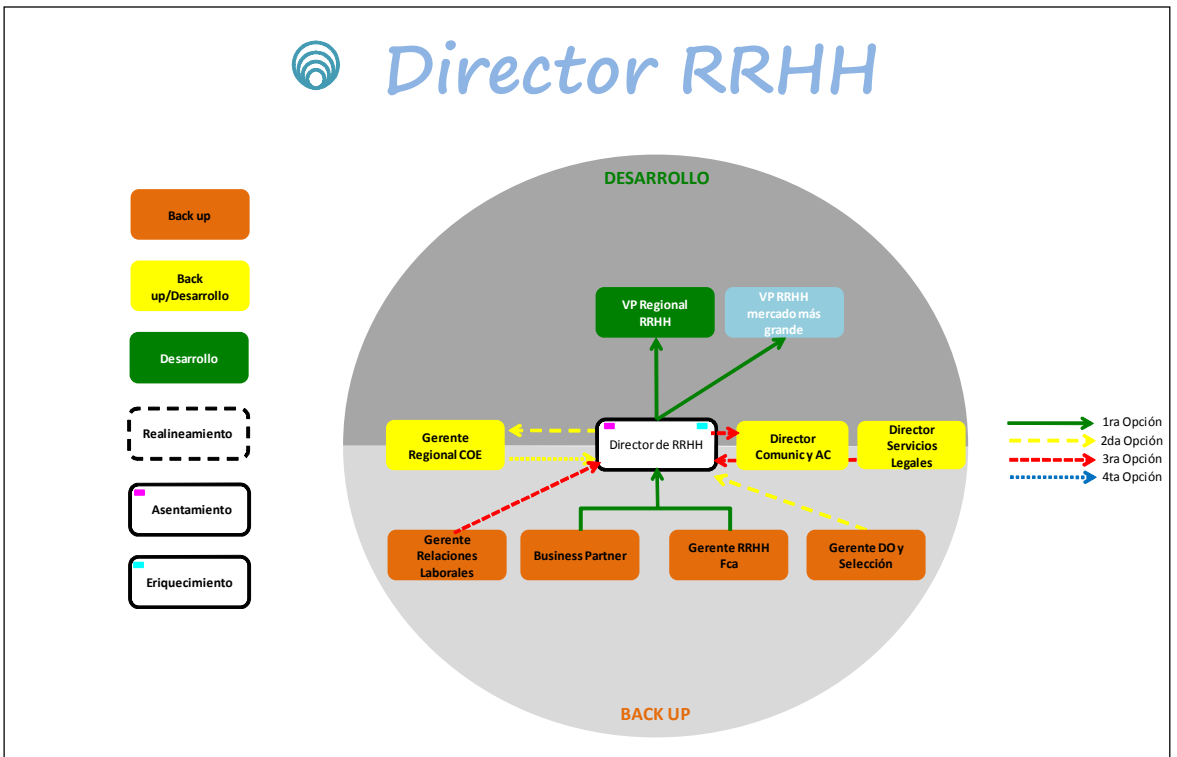 Director RRHH
DESARROLLO
Back up
Back
up/Desarrollo
Desarrollo
Realineamiento
Asentamiento
Eriquecimiento
VP Regional
RRHH
VP RRHH
mercado más
grande
Gerente
Regional COE
Director de RRHH
Director
Comunic y AC
Director
Servicios
Legales
1ra Opción
2da Opción
3ra Opción
4ta Opción
Gerente
Relaciones
Laborales
Business Partner
Gerente RRHH
Fca
Gerente DO y
Selección
BACK UP